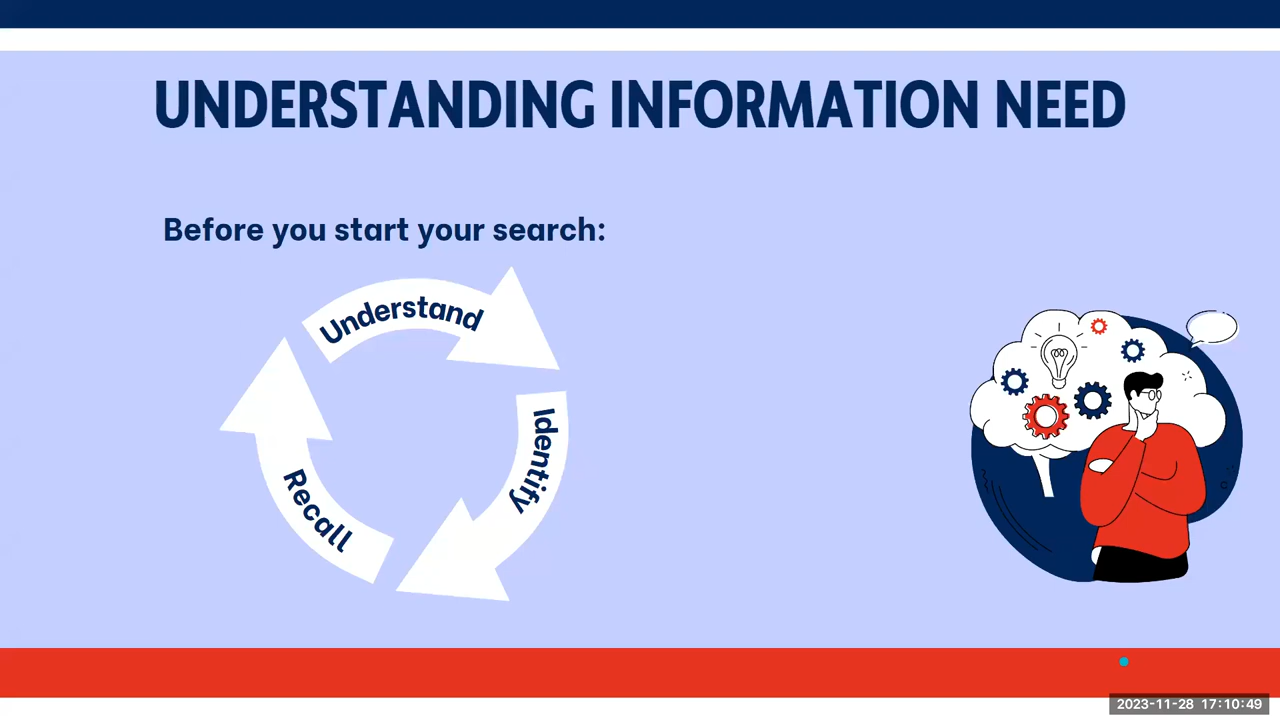 UNDERSTANDING INFORMATION NEED
Before you start your search:
Understand
Identify
Recall
2023-11-28 17:10:49